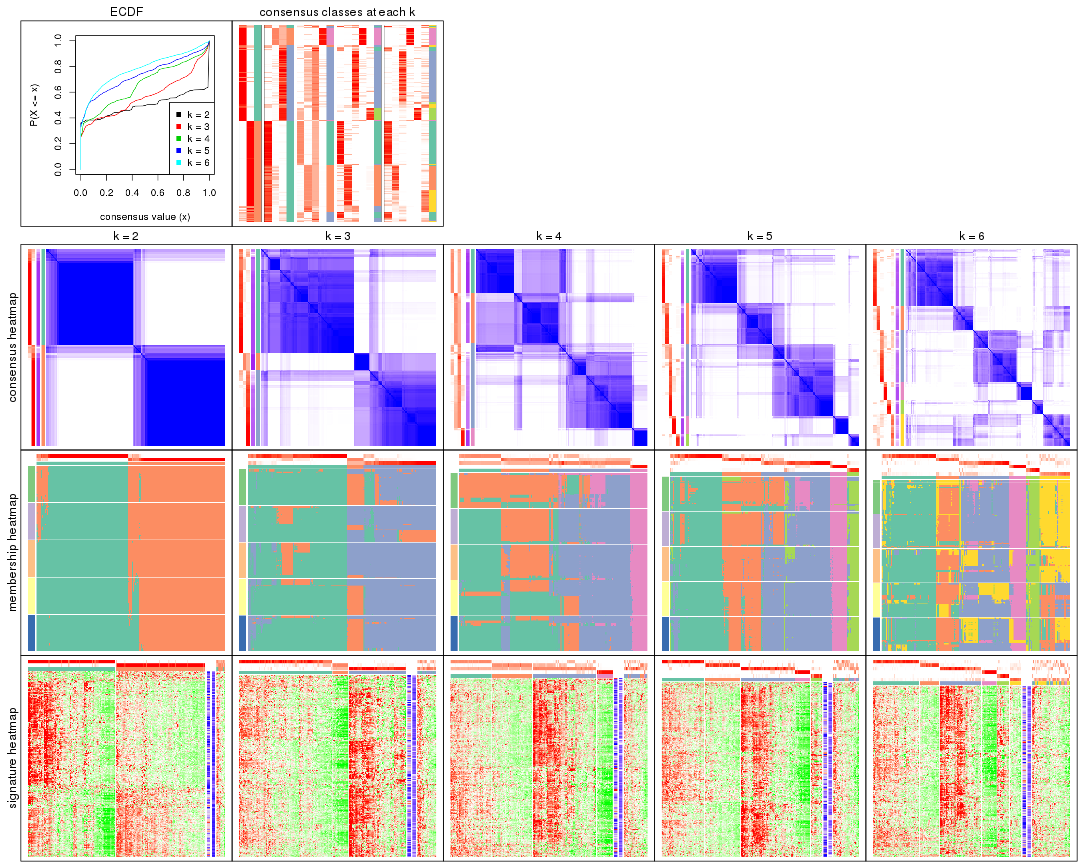 ECDF
consensus classes at each k
P(X <= x)
0.0
0.2
0.4
0.6
0.8
1.0
k = 2
k = 3
k = 4
k = 5
k = 6
0.0 0.2 0.4 0.6 0.8 1.0
consensus value (x)
k = 2 k = 3 k = 4 k = 5 k = 6
consensus heatmap
membership heatmap
signature heatmap